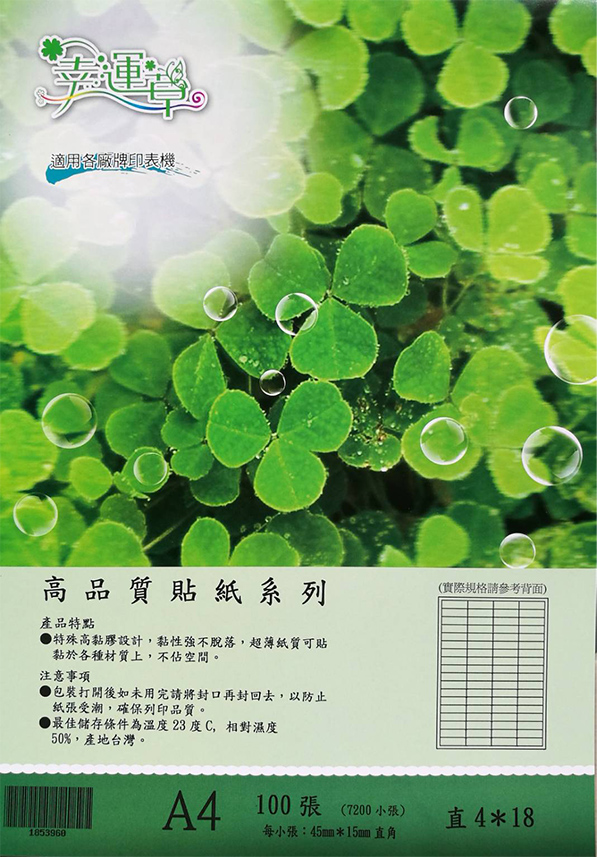 幸運草
適用各廠牌印表機
高品質貼紙系列
(實際規格請參考背面)
產品特點
●特殊高黏膠設計，黏性強不脫落，超薄紙質可貼
黏於各種材質上，不佔空間。
注意事項
●包裝打開後如未用完請將封口再封回去，以防止
紙張受潮，確保列印品質。
●最佳儲存條件為溫度23度C, 相對濕度
50%，產地台灣。
A4 100張 (7200小張) 直4*18
每小張：45mm*15mm直角
1853960